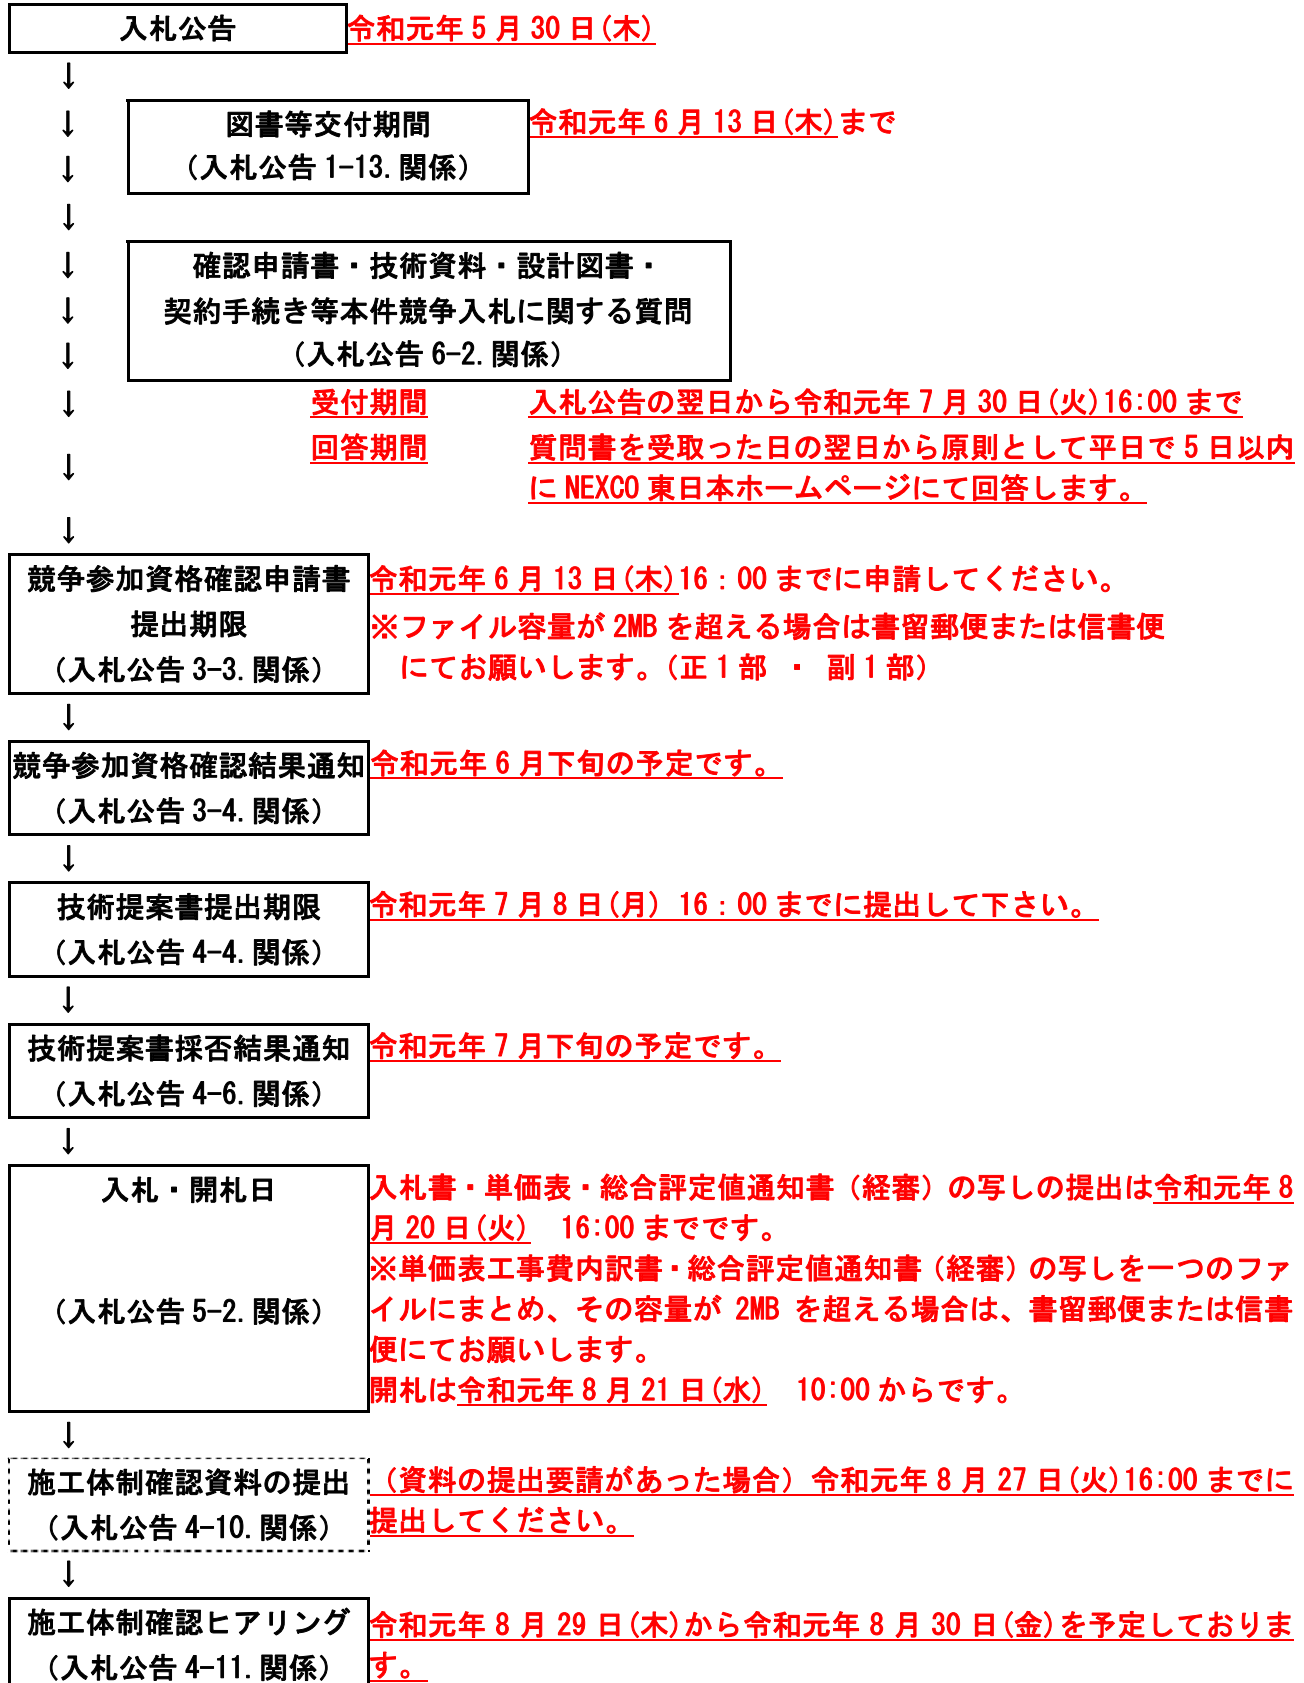 入札公告 令和元年5月30日(木)
↓
↓ 図書等交付期間 令和元年6月13日(木)まで
↓ (入札公告1-13.関係)
↓
↓ 確認申請書・技術資料・設計図書・
↓ 契約手続き等本件競争入札に関する質問
↓ (入札公告6-2.関係)
↓ 受付期間 入札公告の翌日から令和元年7月30日(火)16:00まで
回答期間 質問書を受取った日の翌日から原則として平日で5日以内
↓ にNEXCO東日本ホームページにて回答します。
↓
競争参加資格確認申請書 令和元年6月13日(木)16:00までに申請してください。
提出期限 ※ファイル容量が2MBを超える場合は書留郵便または信書便
(入札公告3-3.関係) にてお願いします。(正1部 ・ 副1部)
↓
競争参加資格確認結果通知 令和元年6月下旬の予定です。
(入札公告3-4.関係)
↓
技術提案書提出期限 令和元年7月8日(月) 16:00までに提出して下さい。
(入札公告4-4.関係)
↓
技術提案書採否結果通知 令和元年7月下旬の予定です。
(入札公告4-6.関係)
↓
入札・開札日 入札書・単価表・総合評定値通知書(経審)の写しの提出は令和元年8
月20日(火) 16:00までです。
※単価表工事費内訳書・総合評定値通知書(経審)の写しを一つのファ
(入札公告5-2.関係) イルにまとめ、その容量が2MBを超える場合は、書留郵便または信書
便にてお願いします。
開札は令和元年8月21日(水) 10:00からです。
↓
施工体制確認資料の提出 (資料の提出要請があった場合)令和元年8月27日(火)16:00までに
(入札公告4-10.関係) 提出してください。
↓
施工体制確認ヒアリング 令和元年8月29日(木)から令和元年8月30日(金)を予定しておりま
(入札公告4-11.関係) す。